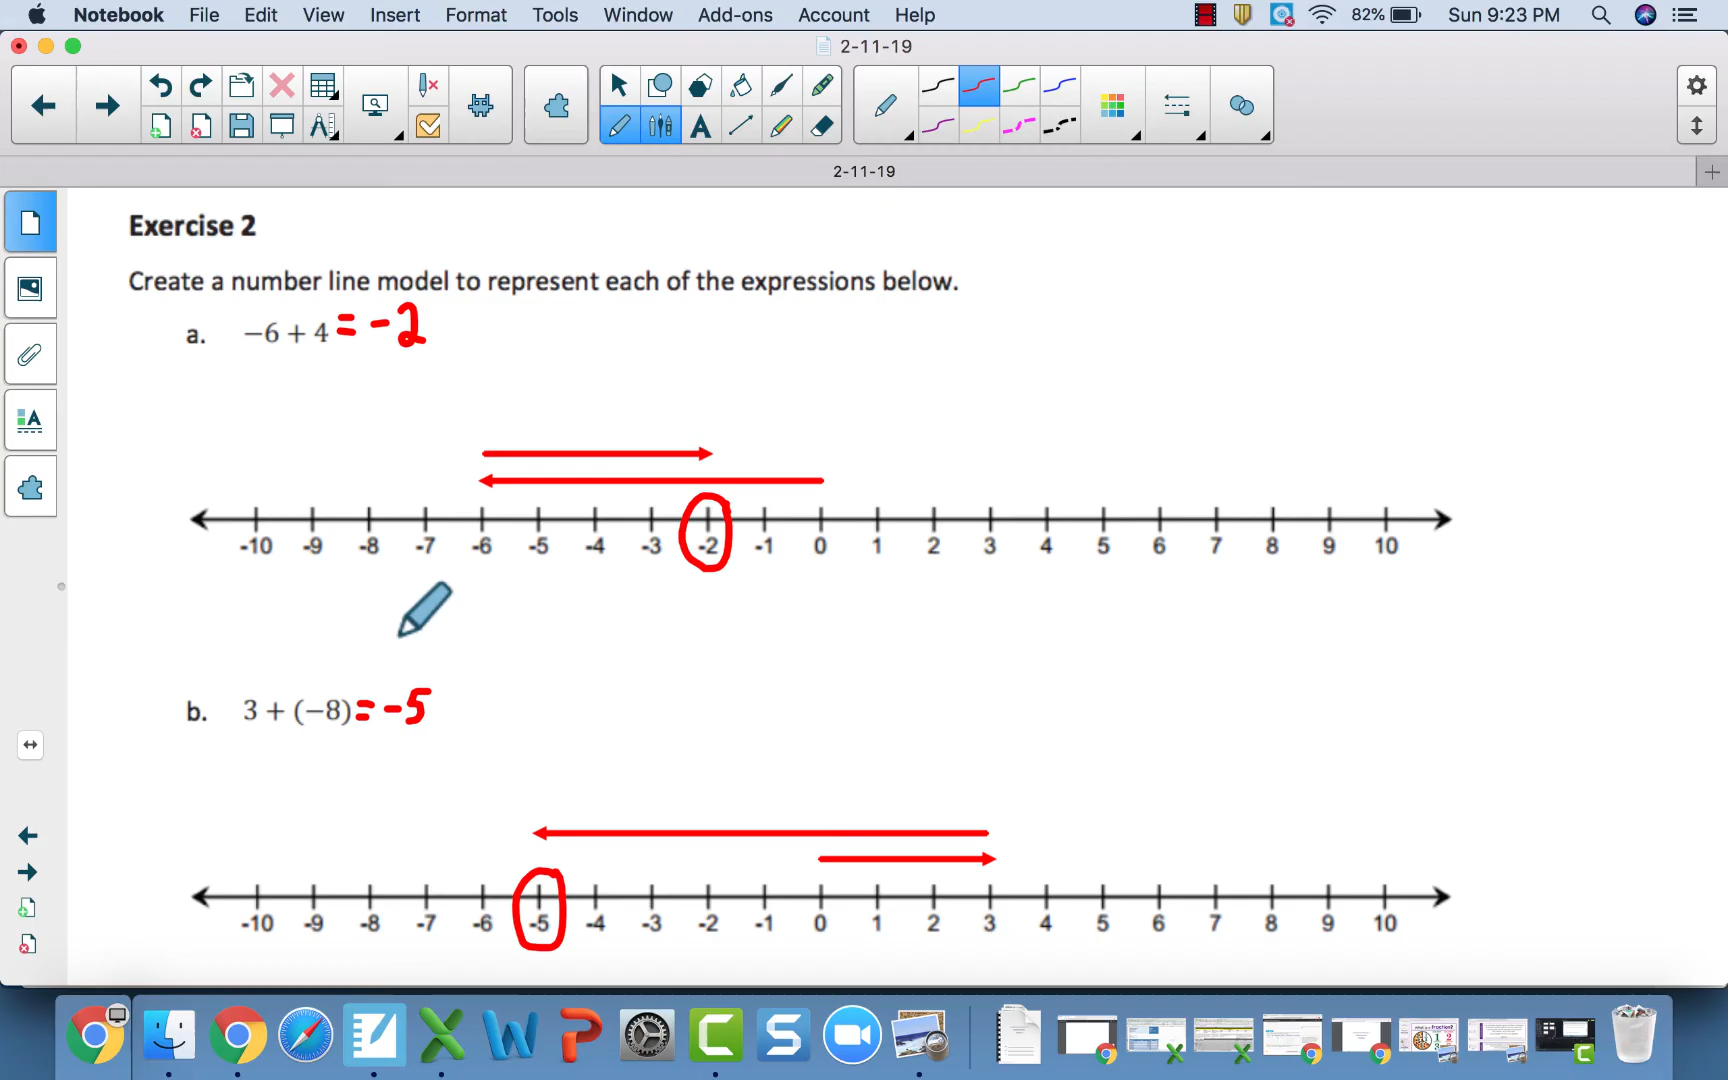 Notebook File Edit View Insert Format Tools Window Add-ons Account Help 82% Sun 9:23 PM
2-11-19
2-11-19
Exercise 2
Create a number line model to represent each of the expressions below.
a. −6 + 4 = -2
-10 -9 -8 -7 -6 -5 -4 -3 -2 -1 0 1 2 3 4 5 6 7 8 9 10
b. 3 + (−8) = -5
-10 -9 -8 -7 -6 -5 -4 -3 -2 -1 0 1 2 3 4 5 6 7 8 9 10